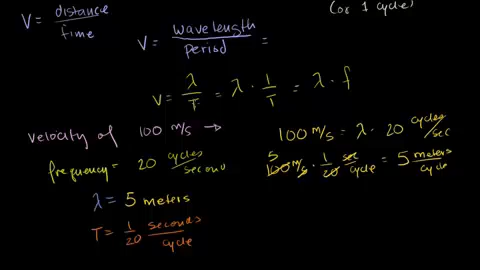 V = distance/time
(or 1 cycle)
V = wavelength/period =
V = λ/T = λ · 1/T = λ · f
velocity of 100 m/s →
100 m/s = λ · 20 cycles/sec
frequency = 20 cycles/second
5 100 m/s · 1/20 sec/cycle = 5 meters/cycle
λ = 5 meters
T = 1/20 seconds/cycle